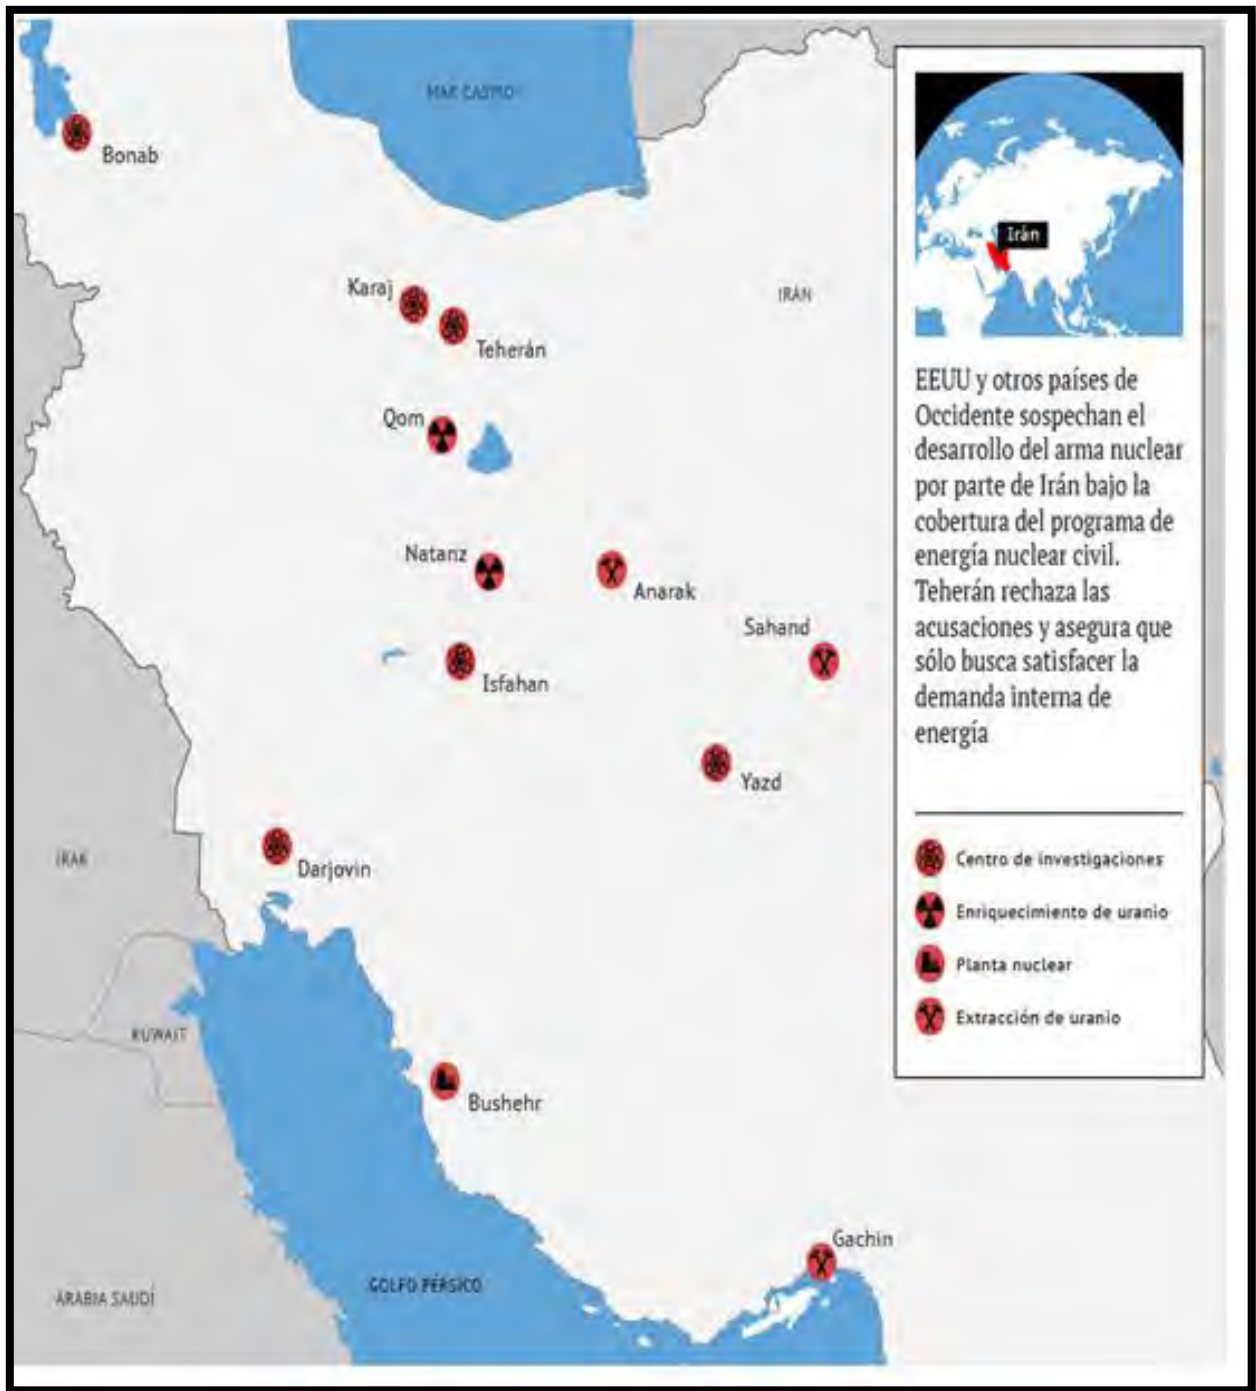 MAR CASPIO
Bonab
Karaj
Teherán
IRÁN
Qom
Natanz
Anarak
Sahand
Isfahan
Yazd
IRAK
Darjovin
KUWAIT
Bushehr
Gachin
GOLFO PÉRSICO
ARABIA SAUDÍ
Irán
EEUU y otros países de
Occidente sospechan el
desarrollo del arma nuclear
por parte de Irán bajo la
cobertura del programa de
energía nuclear civil.
Teherán rechaza las
acusaciones y asegura que
sólo busca satisfacer la
demanda interna de
energía
Centro de investigaciones
Enriquecimiento de uranio
Planta nuclear
Extracción de uranio